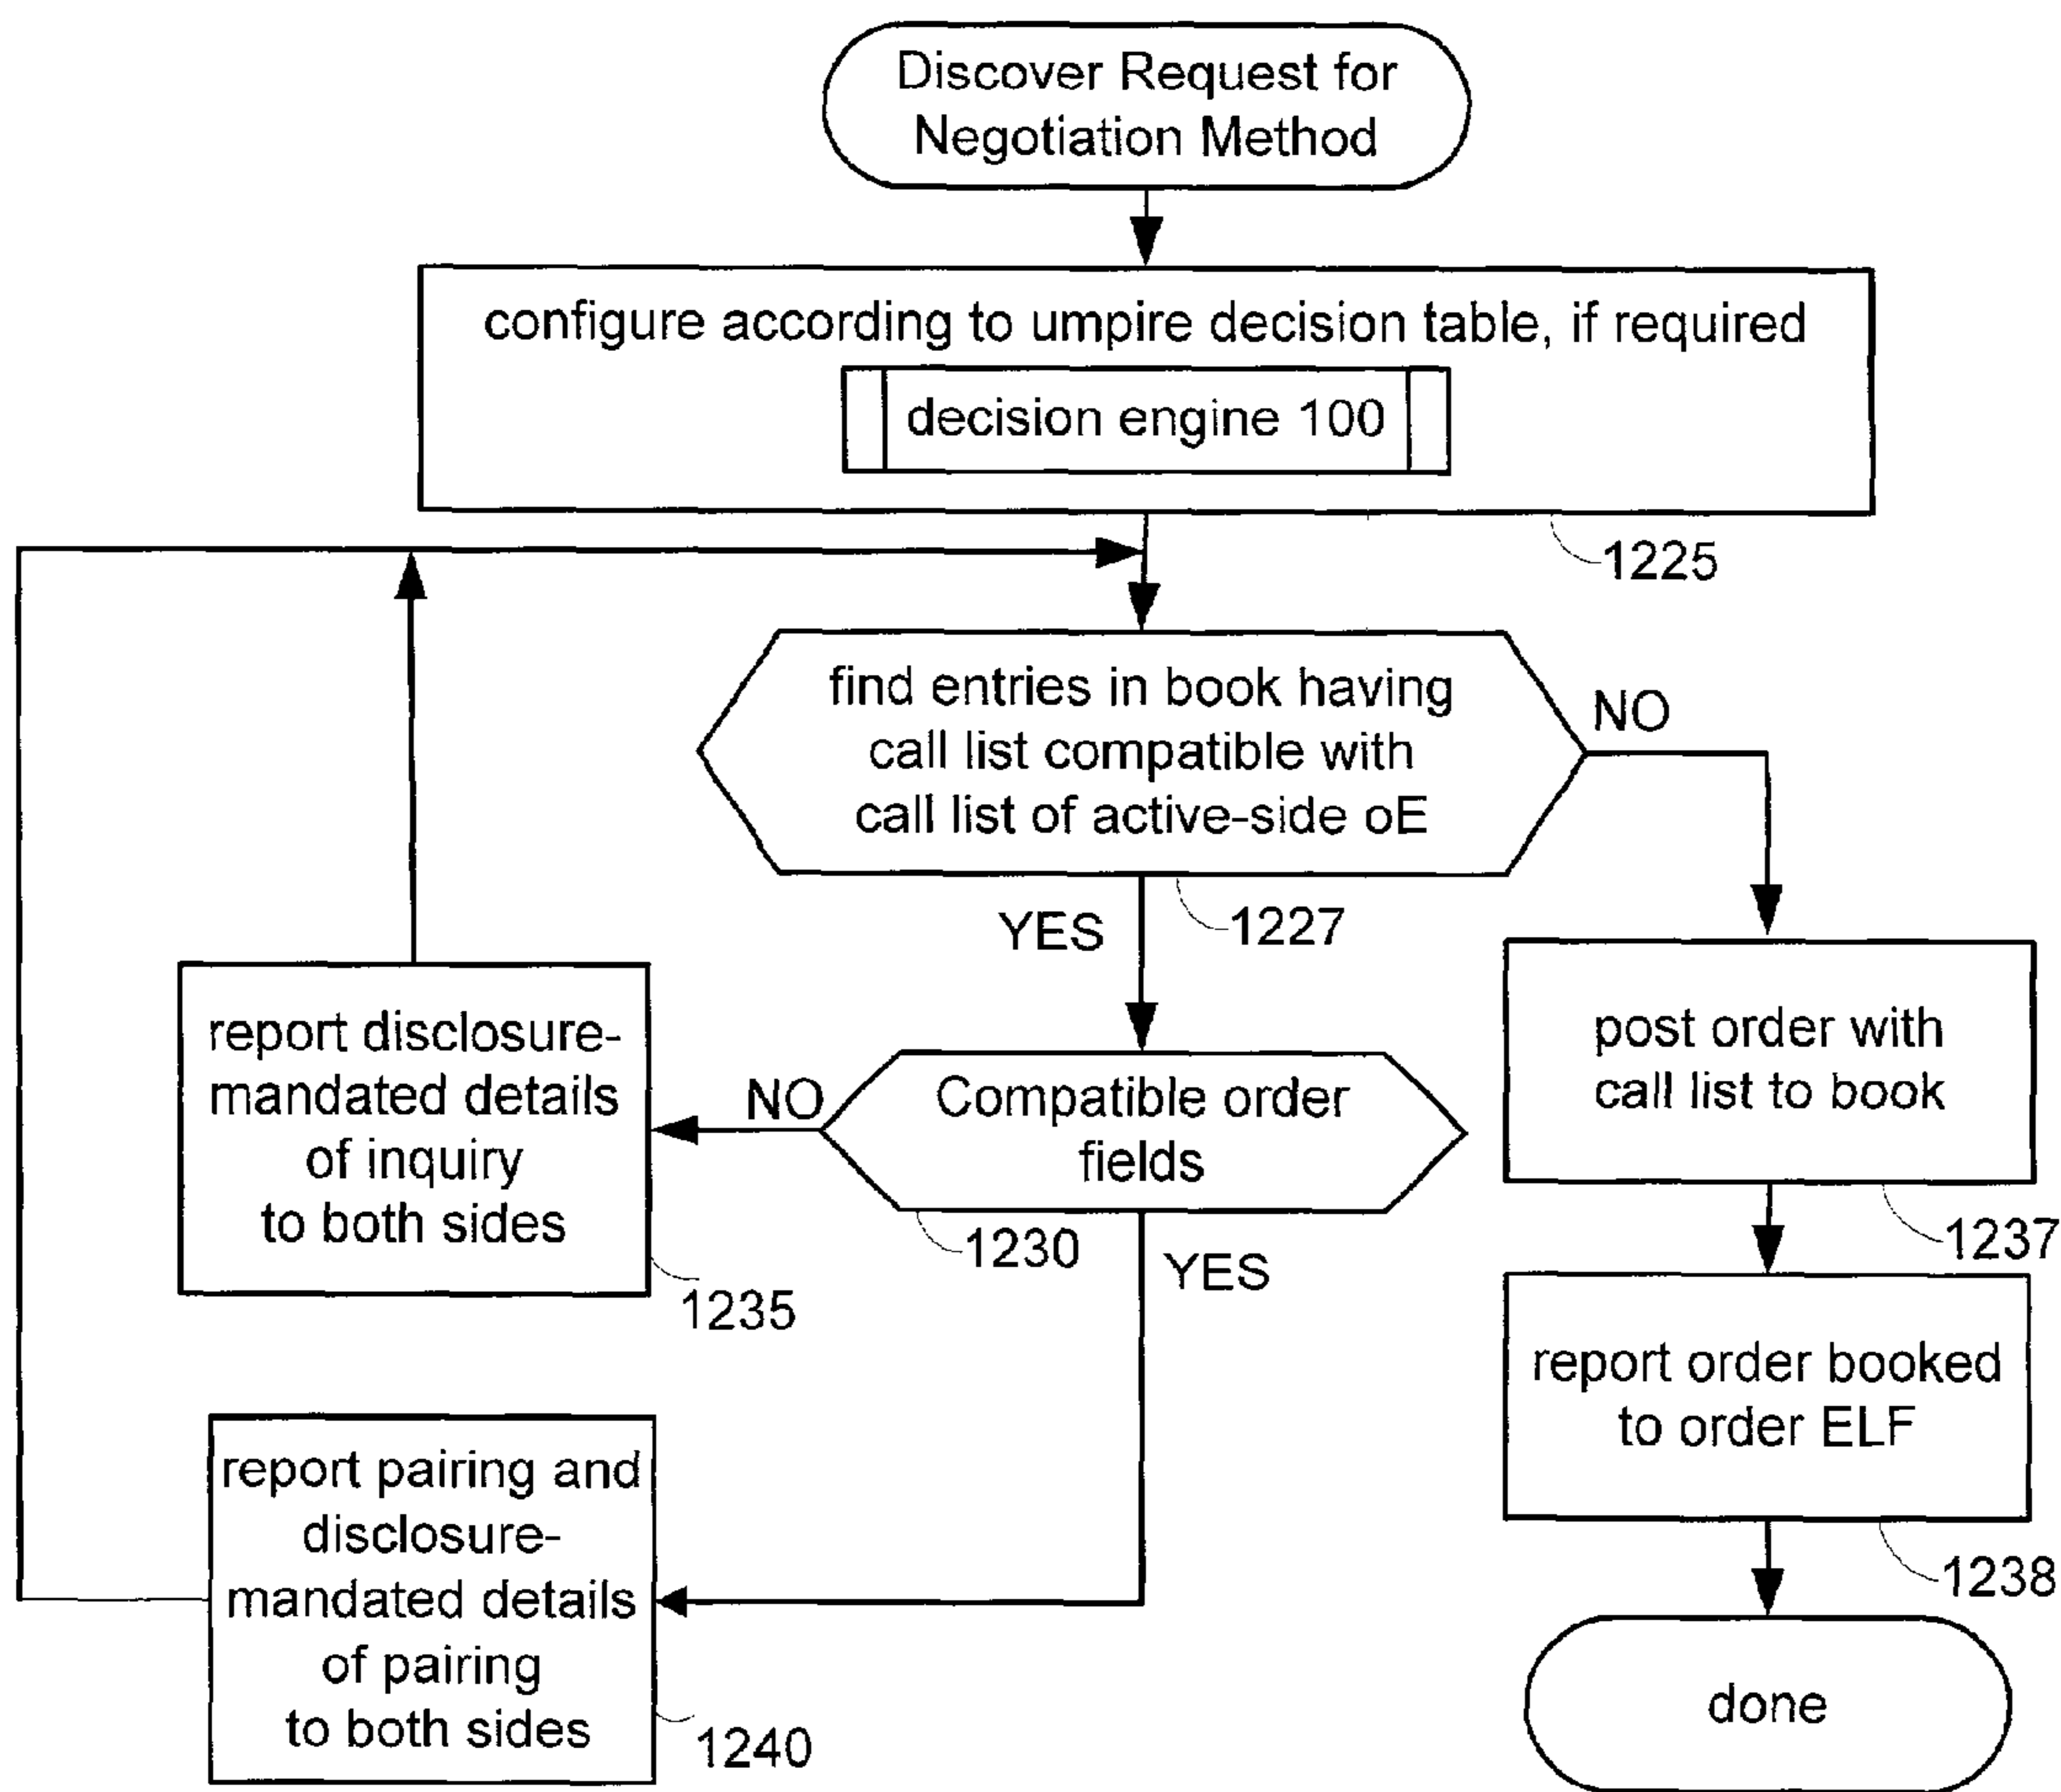 Discover Request for
Negotiation Method
configure according to umpire decision table, if required
decision engine 100
1225
find entries in book having
call list compatible with
call list of active-side oE
NO
1227
YES
post order with
call list to book
1237
report disclosure-
mandated details
of inquiry
to both sides
1235
NO
Compatible order
fields
1230
YES
report order booked
to order ELF
1238
report pairing and
disclosure-
mandated details
of pairing
to both sides
1240
done